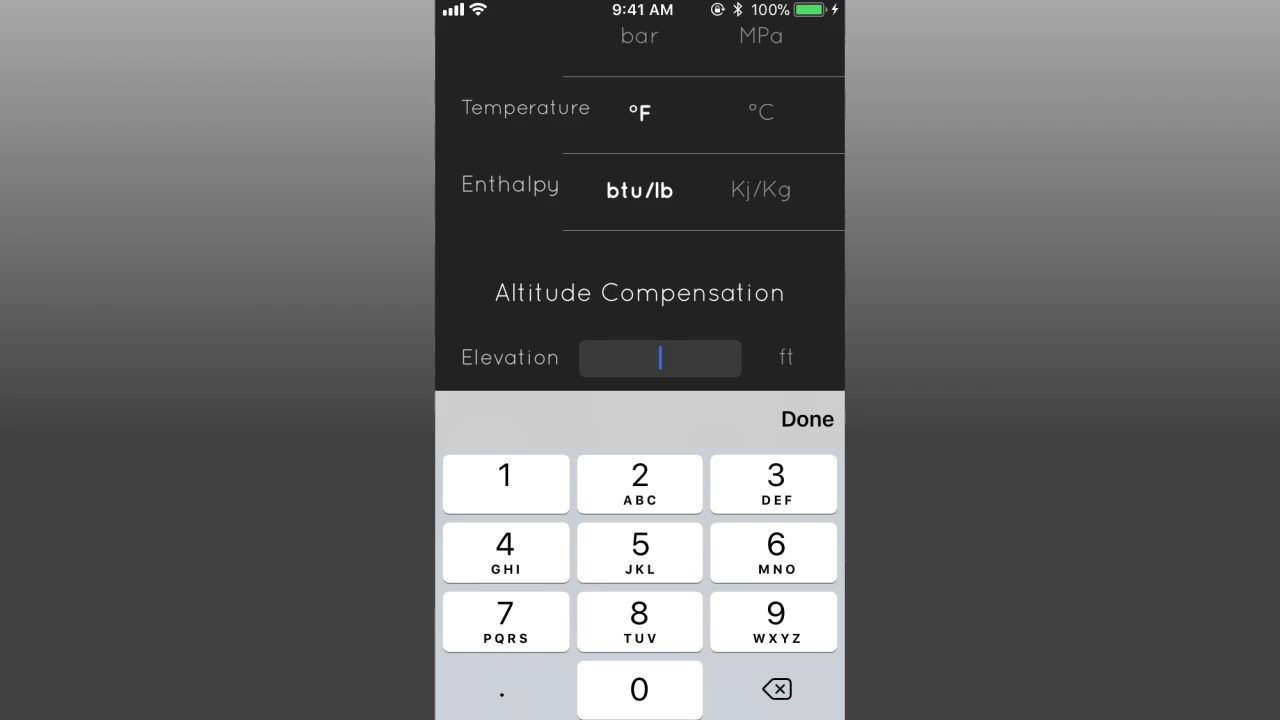 9:41 AM 100%
bar MPa
Temperature °F °C
Enthalpy btu/lb Kj/Kg
Altitude Compensation
Elevation ft
Done
1 2 3
ABC DEF
4 5 6
GHI JKL MNO
7 8 9
PQRS TUV WXYZ
. 0